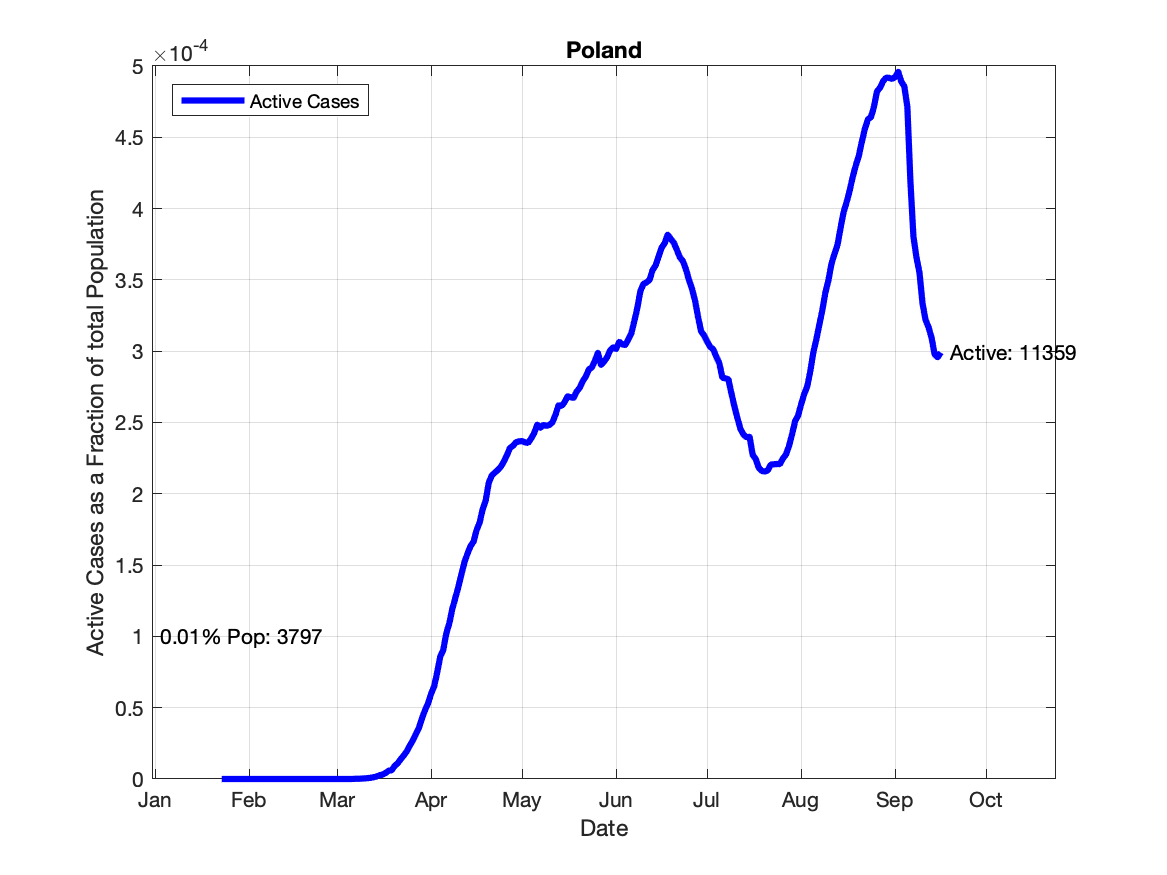 Poland
×10-4
5
4.5
4
3.5
3
2.5
2
1.5
1
0.5
0
Active Cases as a Fraction of total Population
Active Cases
Active: 11359
0.01% Pop: 3797
Jan Feb Mar Apr May Jun Jul Aug Sep Oct
Date